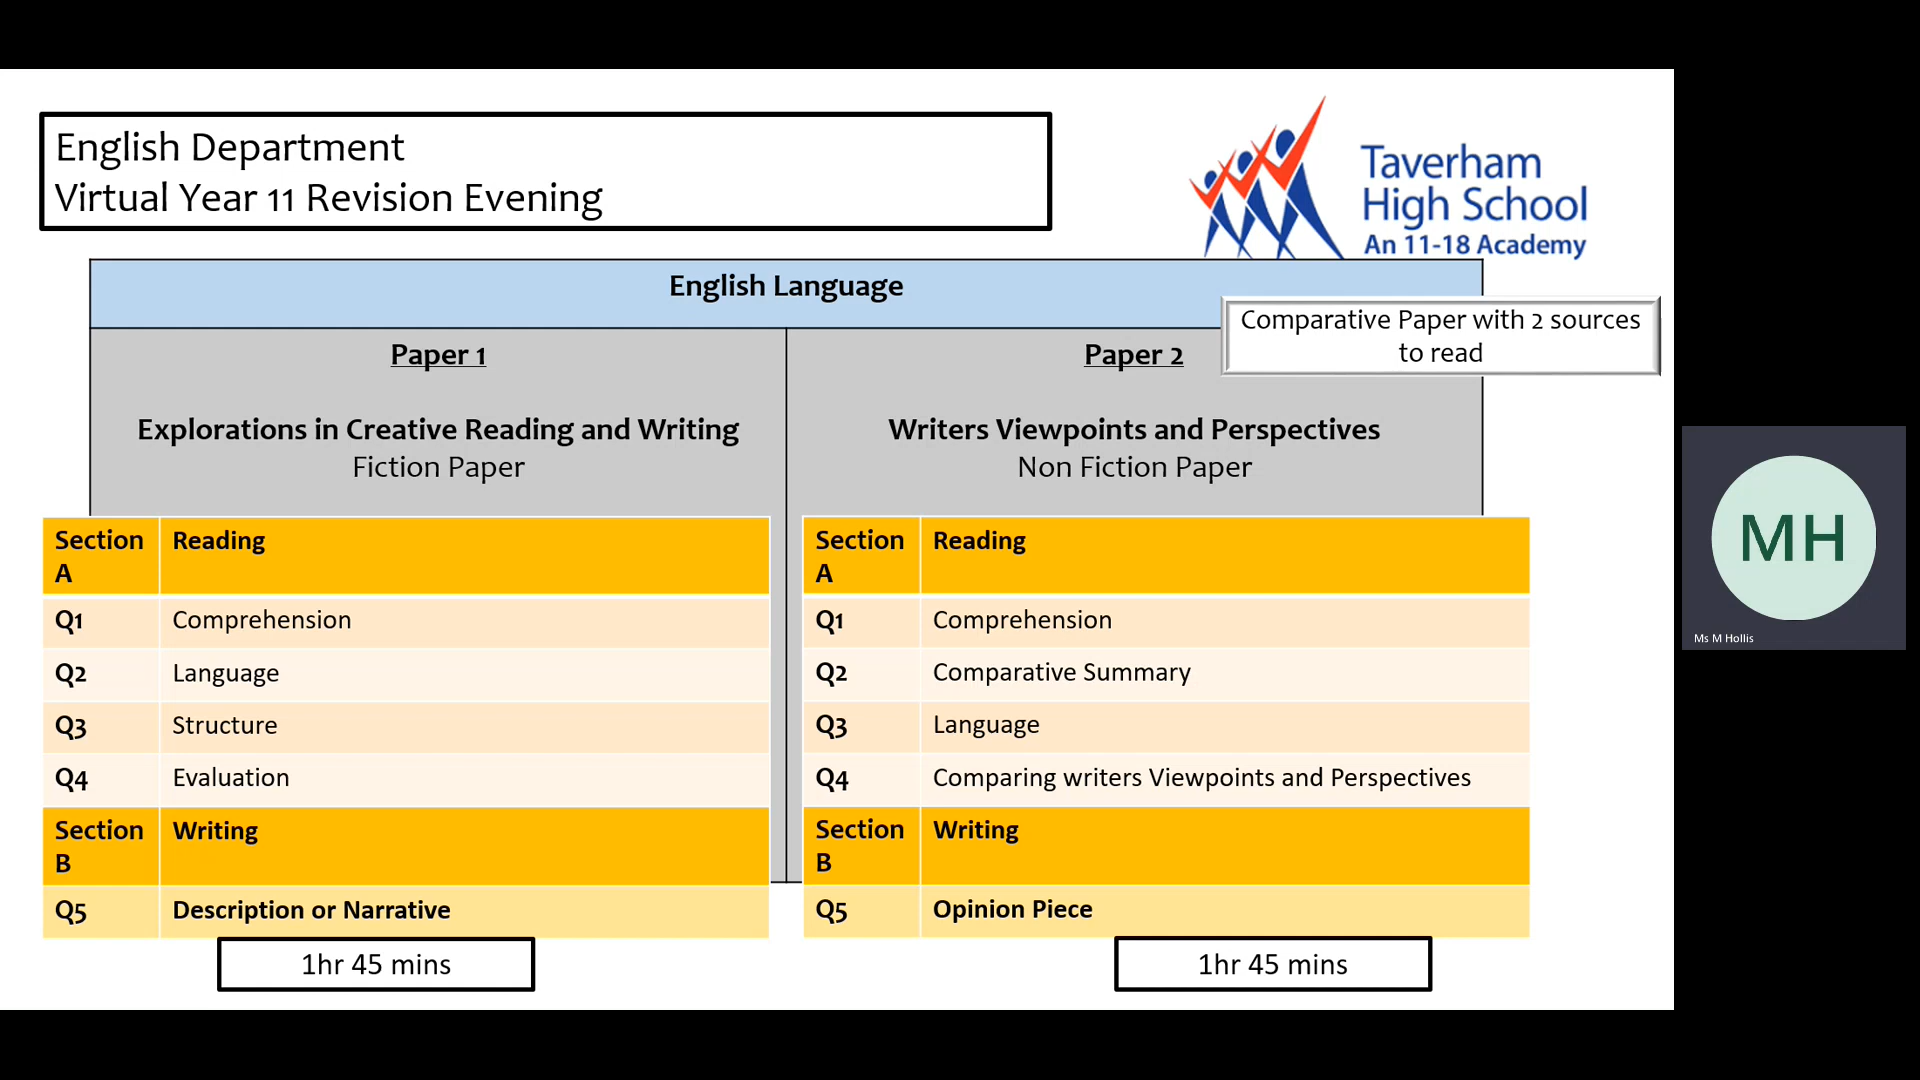 English Department
Virtual Year 11 Revision Evening
Taverham
High School
An 11-18 Academy
English Language
Comparative Paper with 2 sources
to read
Paper 1
Explorations in Creative Reading and Writing
Fiction Paper
Paper 2
Writers Viewpoints and Perspectives
Non Fiction Paper
Section A Reading
Q1 Comprehension
Q2 Language
Q3 Structure
Q4 Evaluation
Section B Writing
Q5 Description or Narrative
1hr 45 mins
Section A Reading
Q1 Comprehension
Q2 Comparative Summary
Q3 Language
Q4 Comparing writers Viewpoints and Perspectives
Section B Writing
Q5 Opinion Piece
1hr 45 mins
MH
Ms M Hollis